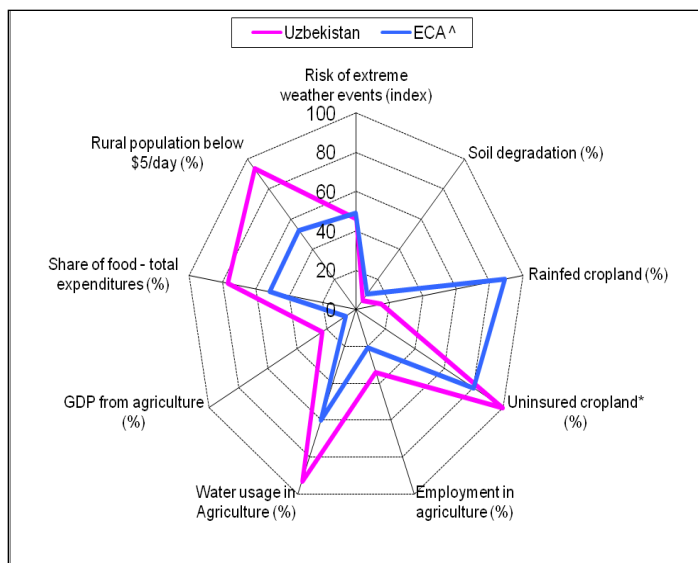 Uzbekistan
ECA ^
Risk of extreme
weather events (index)
100
80
60
40
20
0
Soil degradation (%)
Rainfed cropland (%)
Uninsured cropland*
(%)
Employment in
agriculture (%)
Water usage in
Agriculture (%)
GDP from agriculture
(%)
Share of food - total
expenditures (%)
Rural population below
$5/day (%)